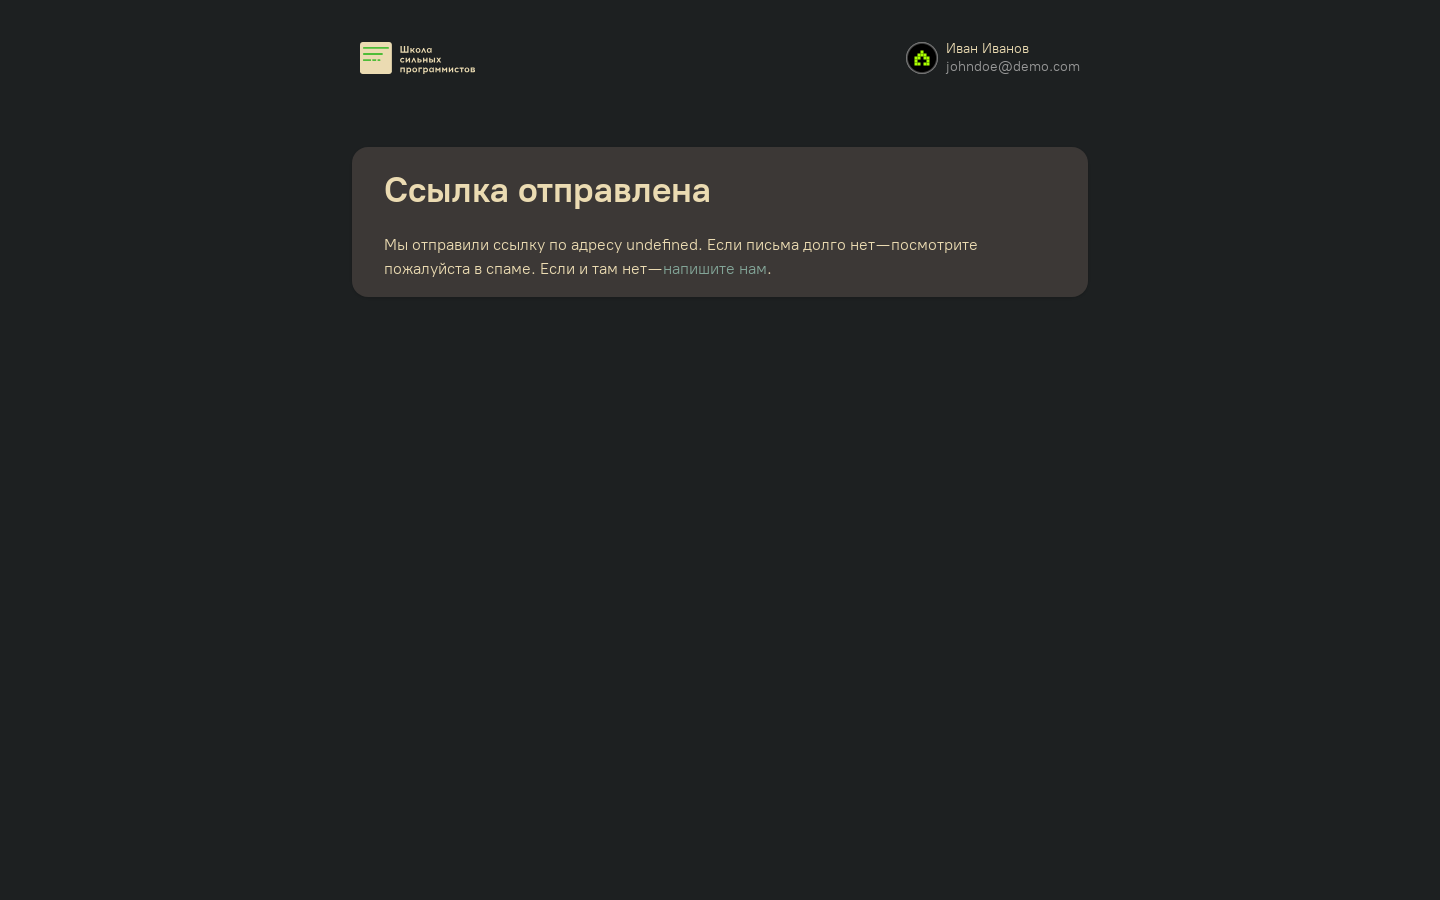 Школа
сильных
программистов
Иван Иванов
johndoe@demo.com
Ссылка отправлена
Мы отправили ссылку по адресу undefined. Если письма долго нет—посмотрите
пожалуйста в спаме. Если и там нет—напишите нам.